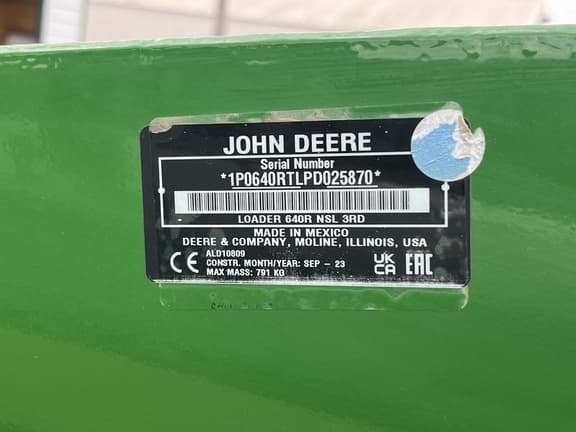 JOHN DEERE
Serial Number
*1P0640RTLPD025870*
LOADER 640R NSL 3RD
MADE IN MEXICO
DEERE & COMPANY, MOLINE, ILLINOIS, USA
ALD10809
CONSTR. MONTH/YEAR: SEP - 23
MAX MASS: 791 KG
CE
UK
CA
EAC